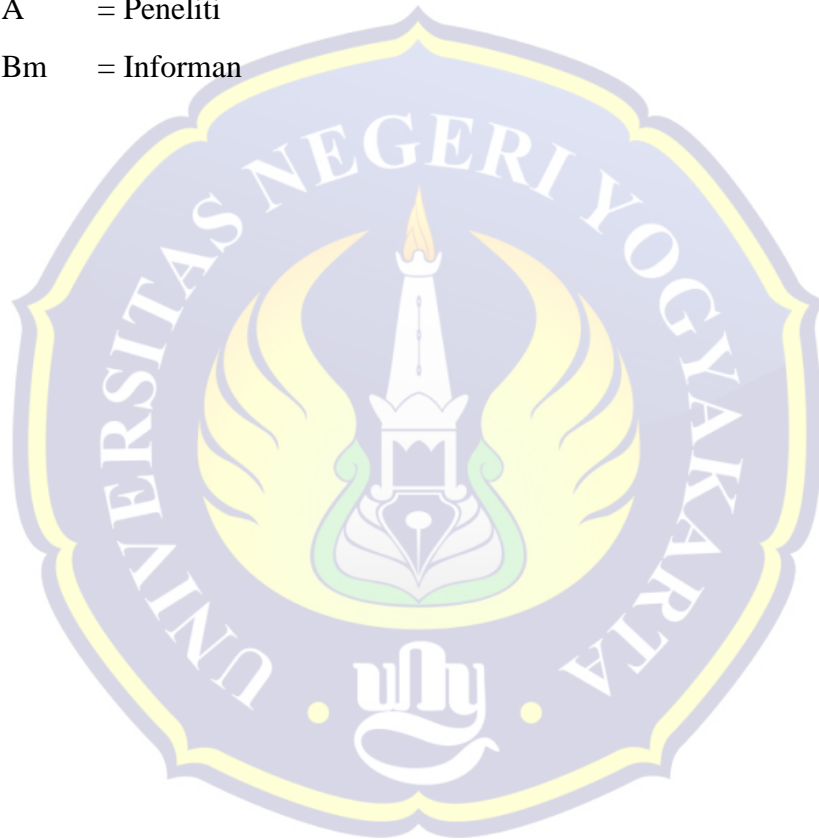 A = Peneliti
Bm = Informan
UNIVERSITAS NEGERI YOGYAKARTA
uny